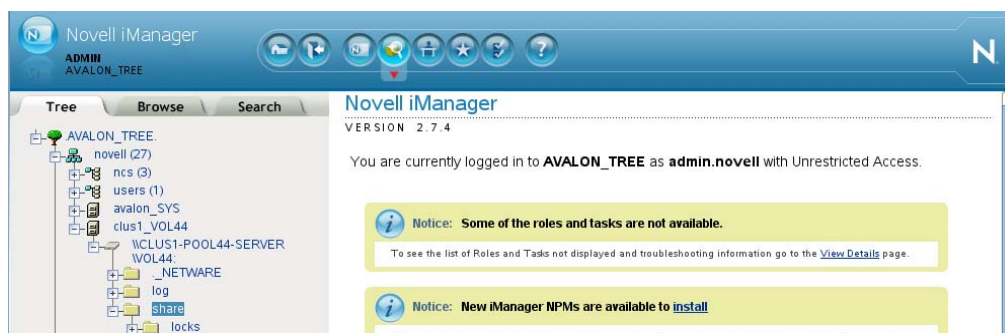 Novell iManager
ADMIN
AVALON_TREE
N
?
N.
Tree
Browse
Search
AVALON_TREE.
novell (27)
ncs (3)
users (1)
avalon_SYS
clus1_VOL44
\\CLUS1-POOL44-SERVER
\VOL44:
._NETWARE
log
share
locks
Novell iManager
VERSION 2.7.4
You are currently logged in to AVALON_TREE as admin.novell with Unrestricted Access.
Notice: Some of the roles and tasks are not available.
To see the list of Roles and Tasks not displayed and troubleshooting information go to the View Details page.
Notice: New iManager NPMs are available to install